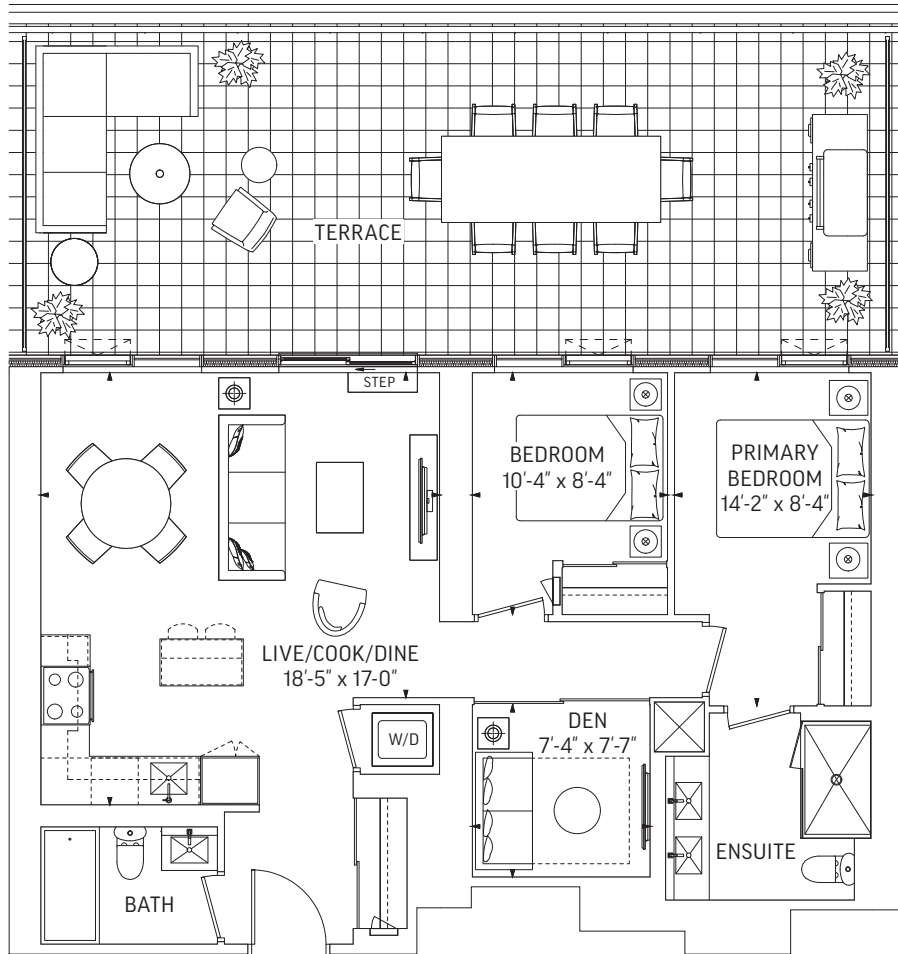 TERRACE
STEP
BEDROOM
10'-4" x 8'-4"
PRIMARY
BEDROOM
14'-2" x 8'-4"
LIVE/COOK/DINE
18'-5" x 17-0"
W/D
DEN
7'-4" x 7'-7"
ENSUITE
BATH